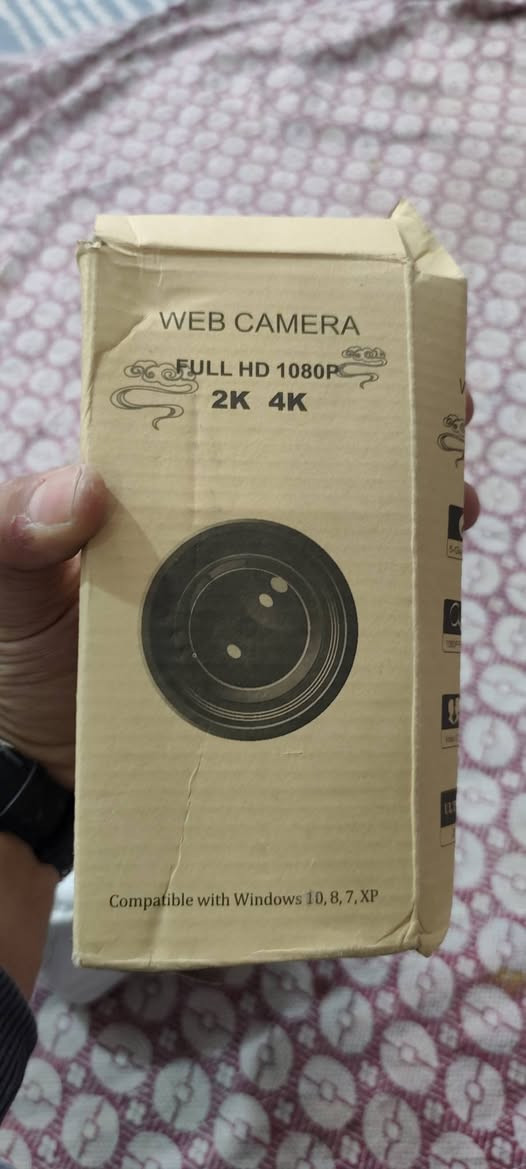 WEB CAMERA
FULL HD 1080P
2K 4K
Compatible with Windows 10, 8, 7, XP